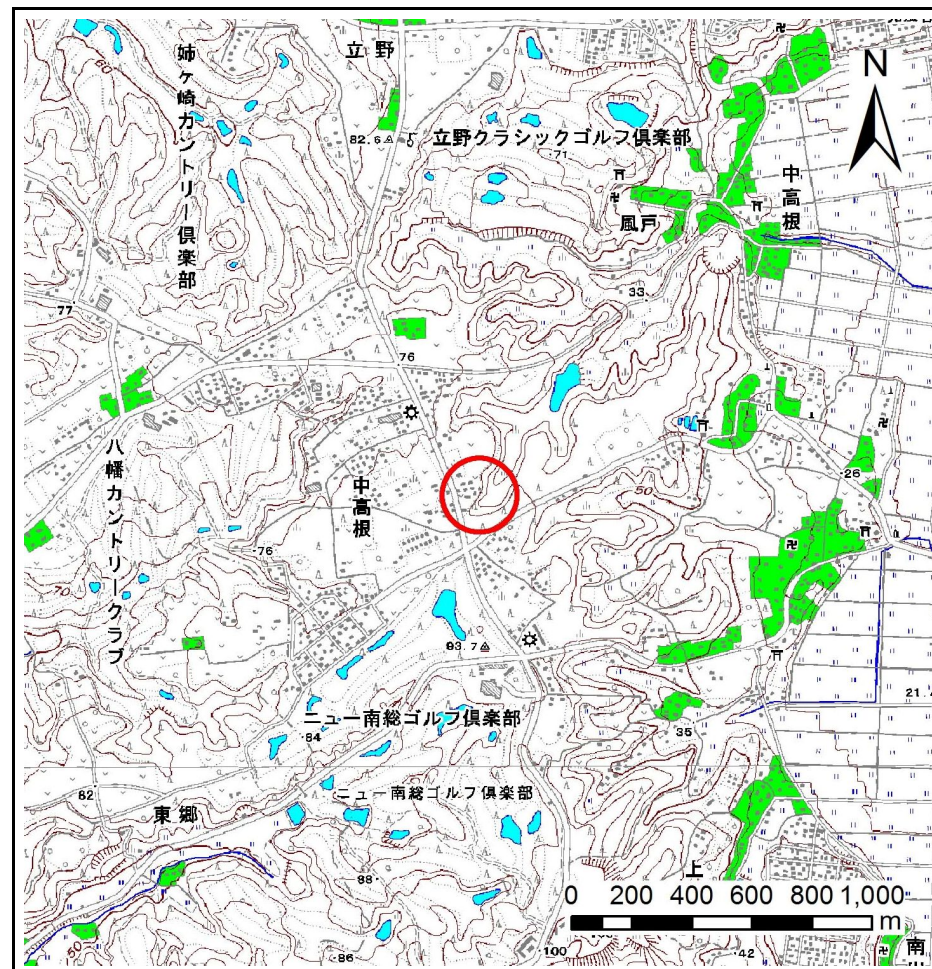 立野
姉ヶ崎カントリー倶楽部
N
82.6
立野クラシックゴルフ倶楽部
71
中高根
風戸
33
77
76
八幡カントリークラブ
中高根
50
26
76
93.7
ニュー南総ゴルフ倶楽部
84
35
21.
82
ニュー南総ゴルフ倶楽部
東郷
88
上
0 200 400 600 800 1,000
m
100
42
86
南